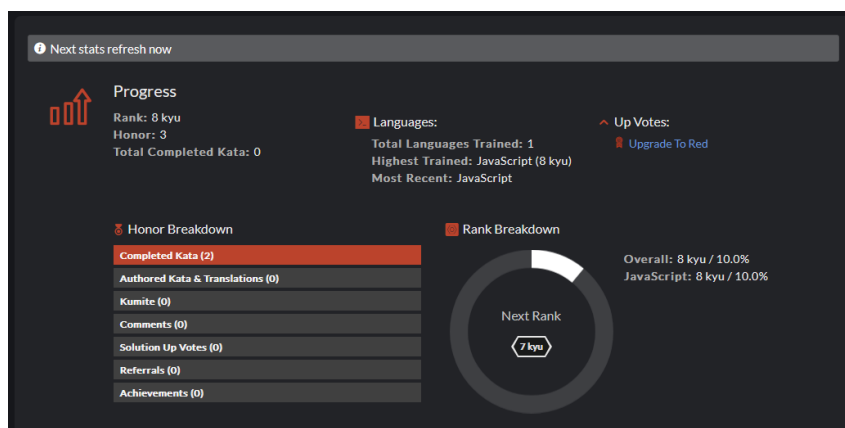 Next stats refresh now
Progress
Rank: 8 kyu
Honor: 3
Total Completed Kata: 0
Languages:
Total Languages Trained: 1
Highest Trained: JavaScript (8 kyu)
Most Recent: JavaScript
Up Votes:
Upgrade To Red
Honor Breakdown
Completed Kata (2)
Authored Kata & Translations (0)
Kumite (0)
Comments (0)
Solution Up Votes (0)
Referrals (0)
Achievements (0)
Rank Breakdown
Next Rank
7 kyu
Overall: 8 kyu / 10.0%
JavaScript: 8 kyu / 10.0%